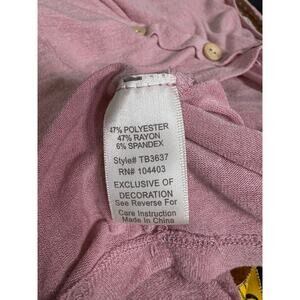 47% POLYESTER
47% RAYON
6% SPANDEX
Style# TB3637
RN# 104403
EXCLUSIVE OF
DECORATION
See Reverse For
Care Instruction
Made In China